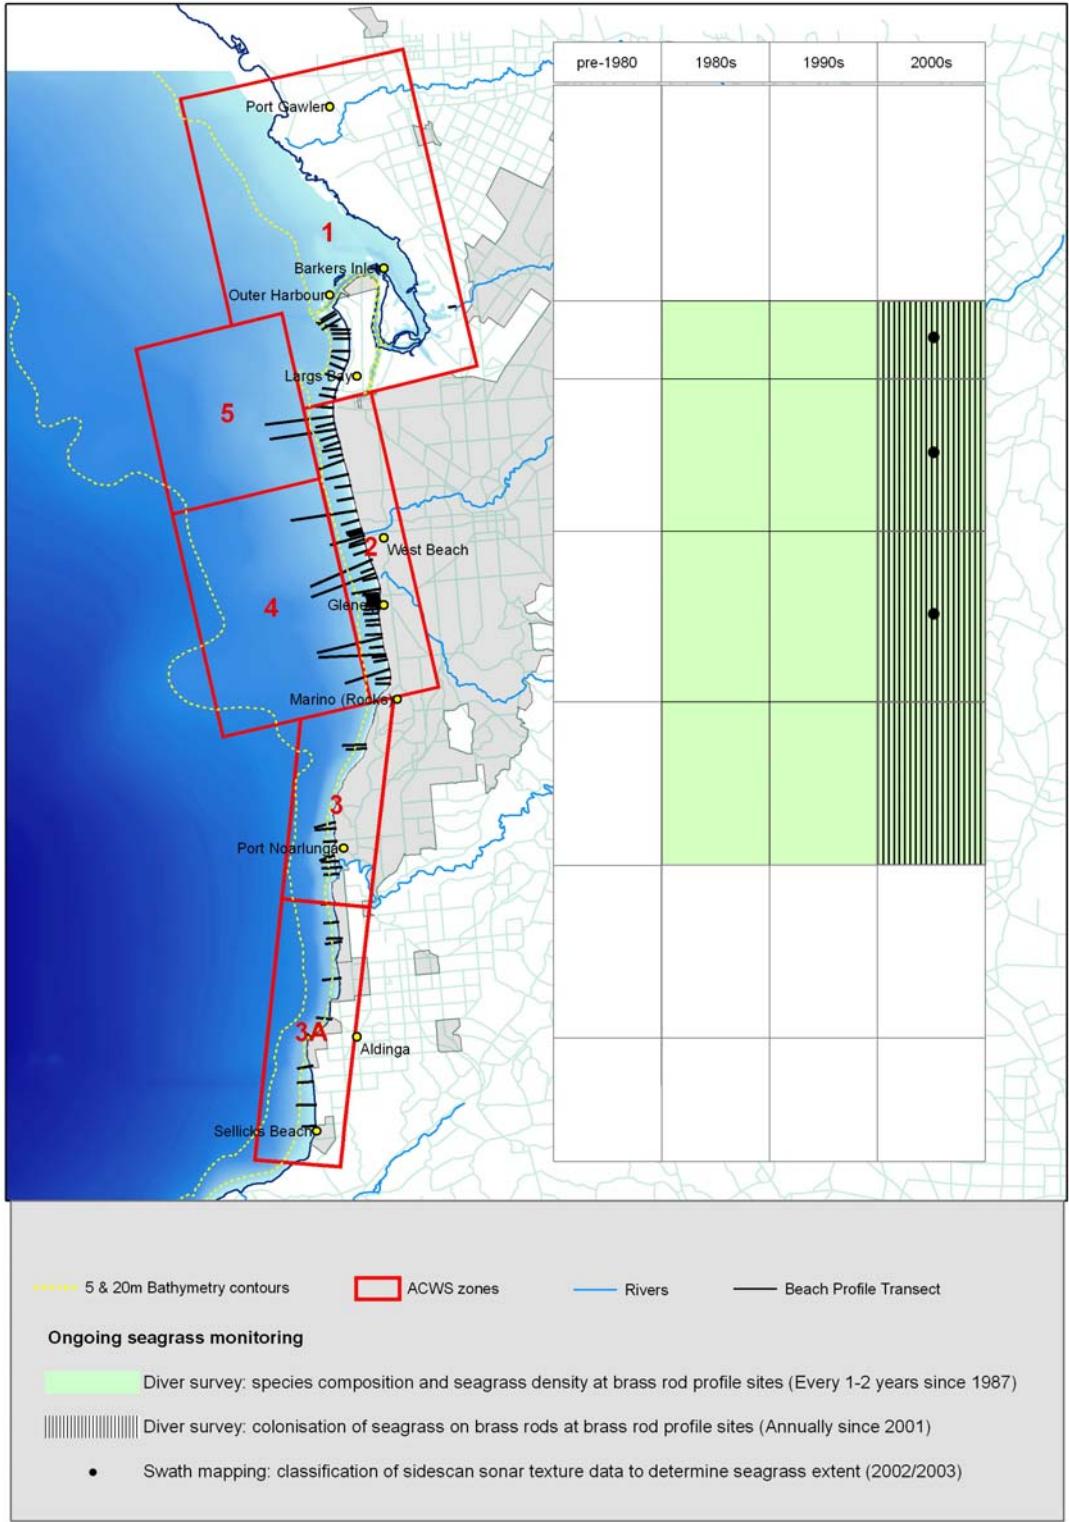 pre-1980 1980s 1990s 2000s
Port Gawler
1
Barkers Inlet
Outer Harbour
Largs Bay
5
2
West Beach
4
Marino (Rocks)
3
Port Noarlunga
3A
Aldinga
Sellicks Beach
5 & 20m Bathymetry contours ACWS zones Rivers Beach Profile Transect
Ongoing seagrass monitoring
Diver survey: species composition and seagrass density at brass rod profile sites (Every 1-2 years since 1987)
Diver survey: colonisation of seagrass on brass rods at brass rod profile sites (Annually since 2001)
Swath mapping: classification of sidescan sonar texture data to determine seagrass extent (2002/2003)